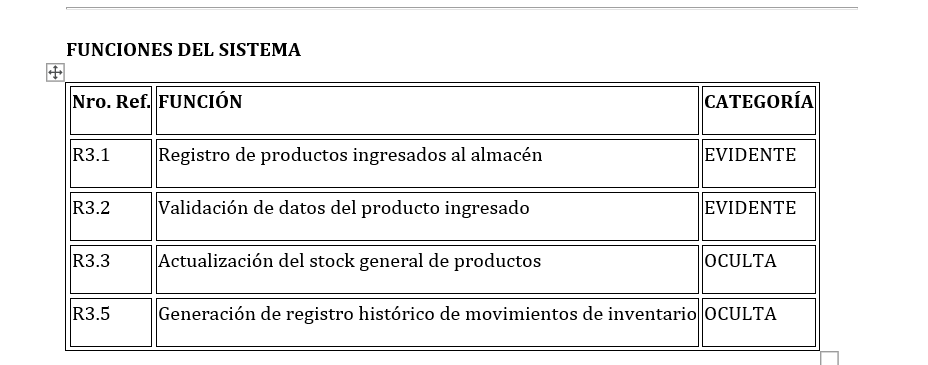 FUNCIONES DEL SISTEMA
Nro. Ref. FUNCIÓN CATEGORÍA
R3.1 Registro de productos ingresados al almacén EVIDENTE
R3.2 Validación de datos del producto ingresado EVIDENTE
R3.3 Actualización del stock general de productos OCULTA
R3.5 Generación de registro histórico de movimientos de inventario OCULTA